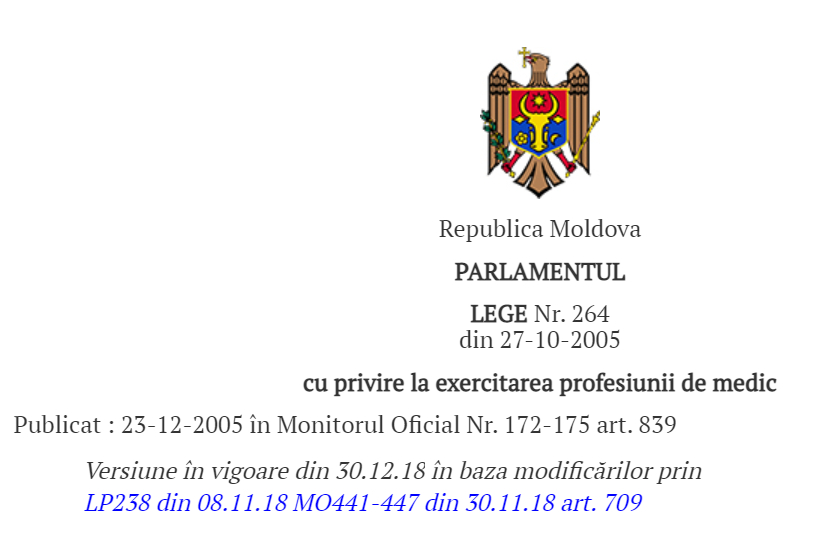 Republica Moldova
PARLAMENTUL
LEGE Nr. 264
din 27-10-2005
cu privire la exercitarea profesiunii de medic
Publicat : 23-12-2005 în Monitorul Oficial Nr. 172-175 art. 839
Versiune în vigoare din 30.12.18 în baza modificărilor prin
LP238 din 08.11.18 MO441-447 din 30.11.18 art. 709